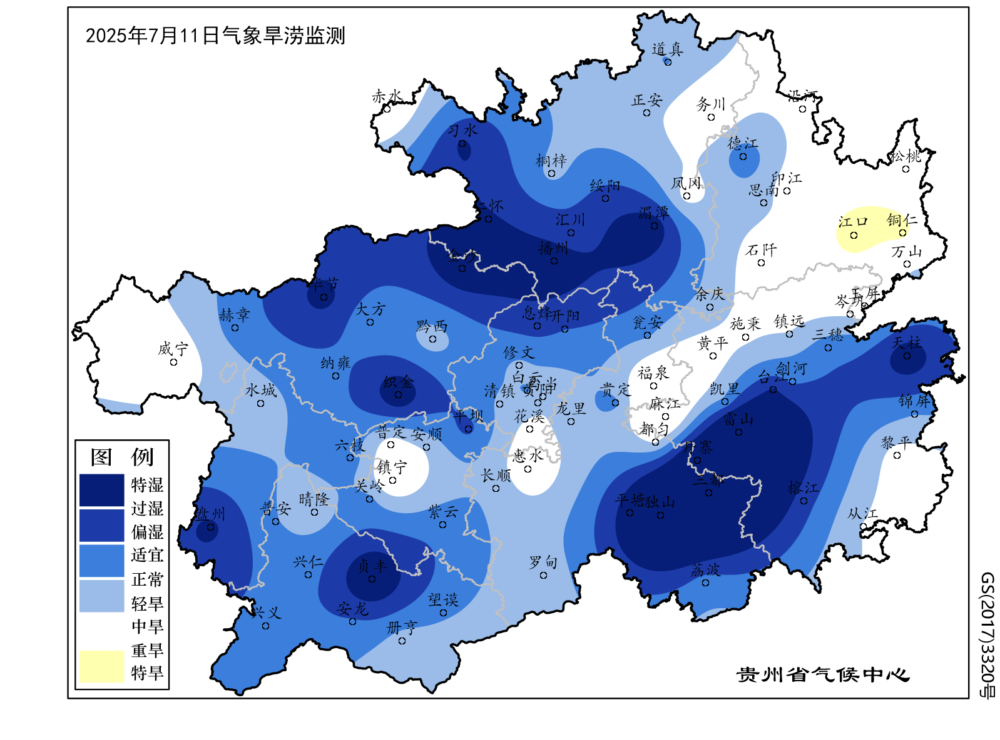 2025年7月11日气象旱涝监测
道真
赤水
正安
务川
沿河
习水
德江
松桃
桐梓
印江
绥阳
凤冈
思南
仁怀
湄潭
汇川
江口
铜仁
播州
石阡
万山
金沙
毕节
余庆
玉屏
岑巩
大方
赫章
息烽
开阳
黔西
瓮安
施秉
镇远
三穗
天柱
黄平
威宁
修文
纳雍
剑河
福泉
台江
白云
织金
乌当
水城
清镇
贵阳
贵定
凯里
锦屏
麻江
龙里
平坝
花溪
雷山
都匀
普定
安顺
六枝
丹寨
黎平
惠水
镇宁
长顺
关岭
三都
榕江
晴隆
平塘
独山
盘州
普安
紫云
从江
兴仁
贞丰
罗甸
荔波
望谟
安龙
兴义
册亨
图 例
特湿
过湿
偏湿
适宜
正常
轻旱
中旱
重旱
特旱
贵州省气候中心
GS(2017)3320号